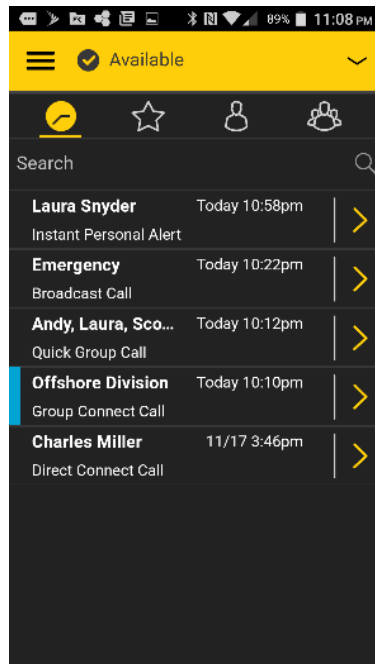 89% 11:08 PM
Available
Search
Laura Snyder Today 10:58pm
Instant Personal Alert
Emergency Today 10:22pm
Broadcast Call
Andy, Laura, Sco... Today 10:12pm
Quick Group Call
Offshore Division Today 10:10pm
Group Connect Call
Charles Miller 11/17 3:46pm
Direct Connect Call